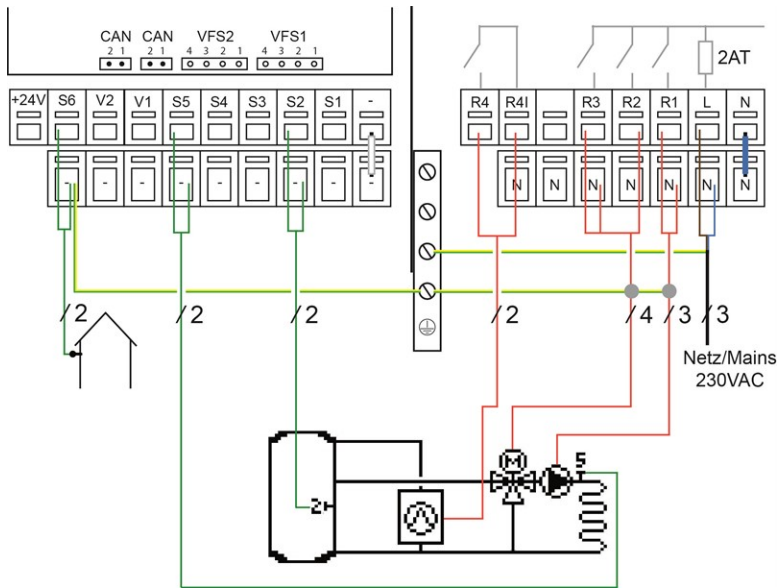 CAN CAN VFS2 VFS1
2 1 2 1 4 3 2 1 4 3 2 1
2AT
+24V S6 V2 V1 S5 S4 S3 S2 S1 - R4 R4I R3 R2 R1 L N
- - - - - - - - - N N N N N N N
2 2 2 2 4 3 3
Netz/Mains
230VAC
M S
2